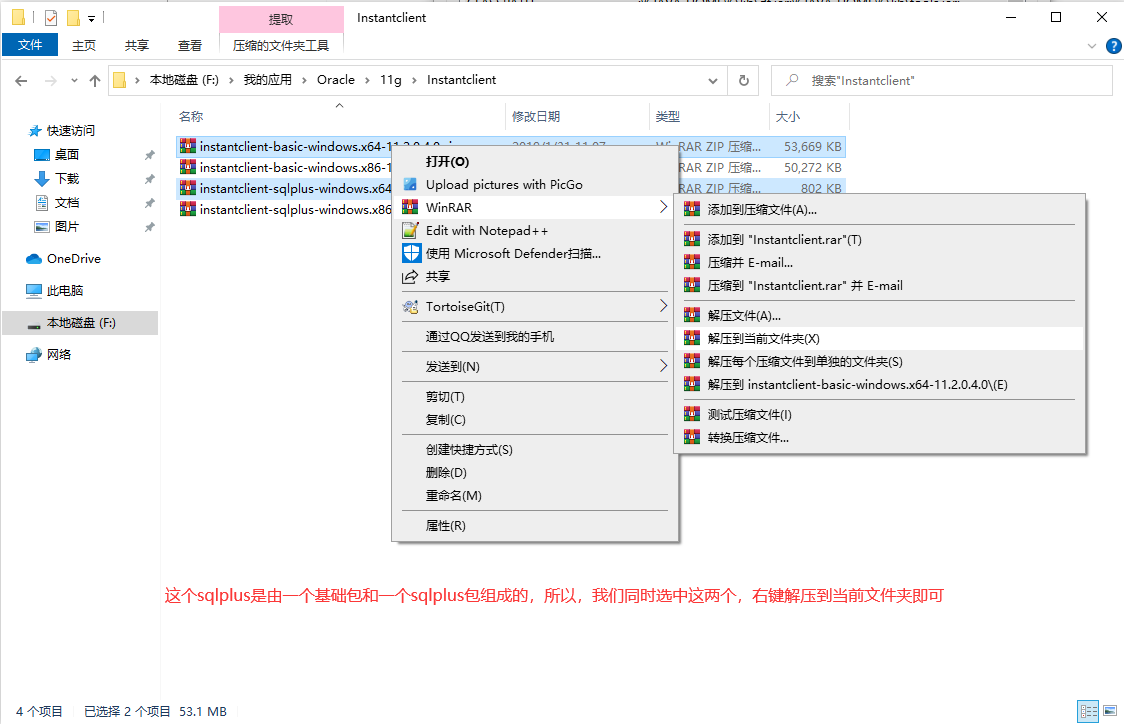 提取
Instantclient
文件
主页
共享
查看
压缩的文件夹工具
本地磁盘 (F:)
我的应用
Oracle
11g
Instantclient
搜索"Instantclient"
名称
修改日期
类型
大小
快速访问
桌面
下载
文档
图片
OneDrive
此电脑
本地磁盘 (F:)
网络
instantclient-basic-windows.x64-11.2.0.4.0
53,669 KB
instantclient-basic-windows.x86-1
RAR ZIP 压缩...
50,272 KB
instantclient-sqlplus-windows.x64
RAR ZIP 压缩...
802 KB
instantclient-sqlplus-windows.x86
打开(O)
Upload pictures with PicGo
WinRAR
Edit with Notepad++
使用 Microsoft Defender扫描...
共享
TortoiseGit(T)
通过QQ发送到我的手机
发送到(N)
剪切(T)
复制(C)
创建快捷方式(S)
删除(D)
重命名(M)
属性(R)
添加到压缩文件(A)...
添加到 "Instantclient.rar"(T)
压缩并 E-mail...
压缩到 "Instantclient.rar" 并 E-mail
解压文件(A)...
解压到当前文件夹(X)
解压每个压缩文件到单独的文件夹(S)
解压到 instantclient-basic-windows.x64-11.2.0.4.0\(E)
测试压缩文件(I)
转换压缩文件...
这个sqlplus是由一个基础包和一个sqlplus包组成的，所以，我们同时选中这两个，右键解压到当前文件夹即可
4 个项目
已选择 2 个项目 53.1 MB